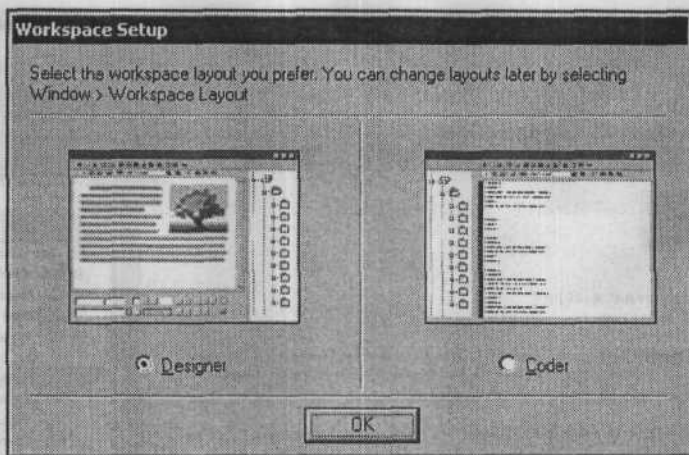 Workspace Setup
Select the workspace layout you prefer. You can change layouts later by selecting
Window > Workspace Layout
Designer
Coder
OK